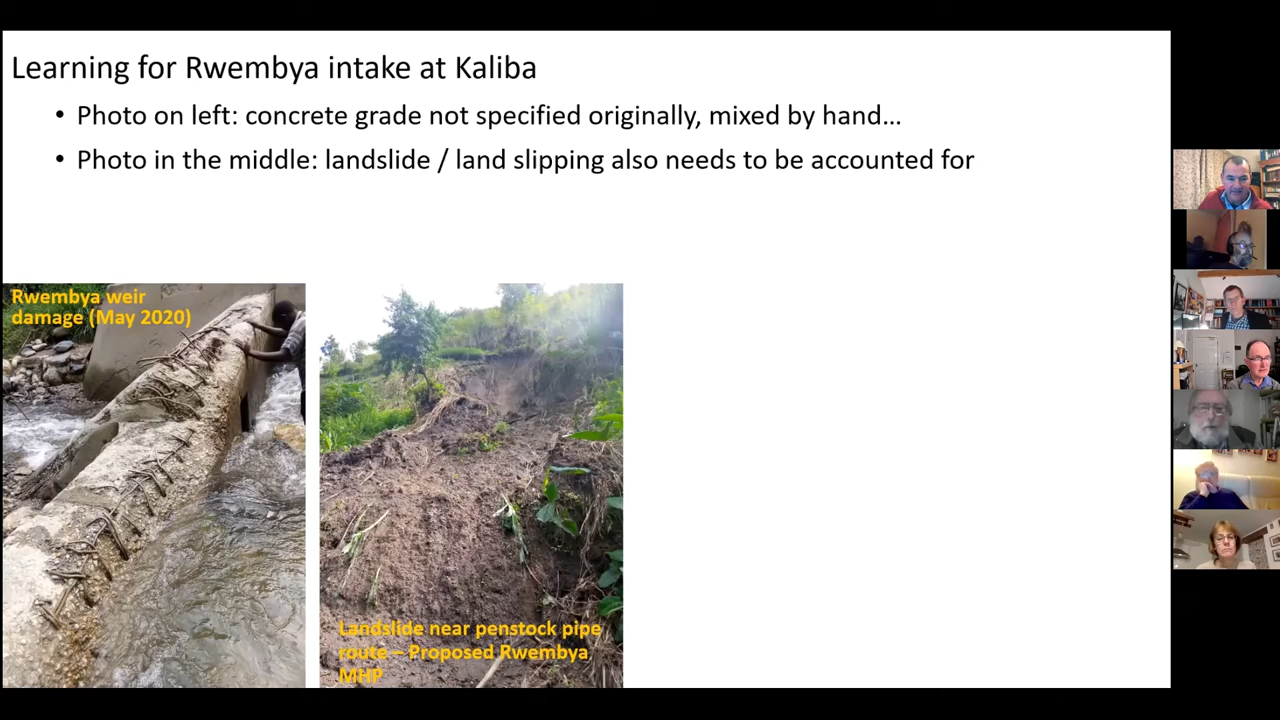 Learning for Rwembya intake at Kaliba
• Photo on left: concrete grade not specified originally, mixed by hand...
• Photo in the middle: landslide / land slipping also needs to be accounted for
Rwembya weir
damage (May 2020)
Landslide near penstock pipe
route – Proposed Rwembya
MHP